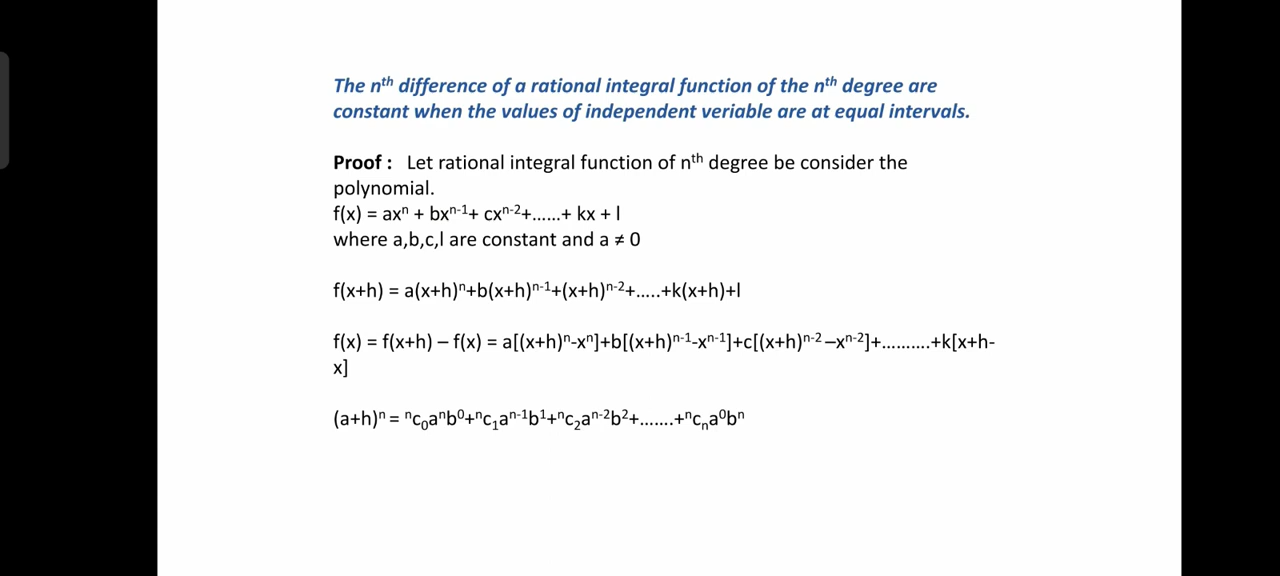 The nᵗʰ difference of a rational integral function of the nᵗʰ degree are
constant when the values of independent veriable are at equal intervals.
Proof : Let rational integral function of nᵗʰ degree be consider the
polynomial.
f(x) = axⁿ + bxⁿ⁻¹+ cxⁿ⁻²+......+ kx + l
where a,b,c,l are constant and a ≠ 0
f(x+h) = a(x+h)ⁿ+b(x+h)ⁿ⁻¹+(x+h)ⁿ⁻²+.....+k(x+h)+l
f(x) = f(x+h) – f(x) = a[(x+h)ⁿ-xⁿ]+b[(x+h)ⁿ⁻¹-xⁿ⁻¹]+c[(x+h)ⁿ⁻²–xⁿ⁻²]+..........+k[x+h-
x]
(a+h)ⁿ = ⁿc₀aⁿb⁰+ⁿc₁aⁿ⁻¹b¹+ⁿc₂aⁿ⁻²b²+.......+ⁿcₙa⁰bⁿ